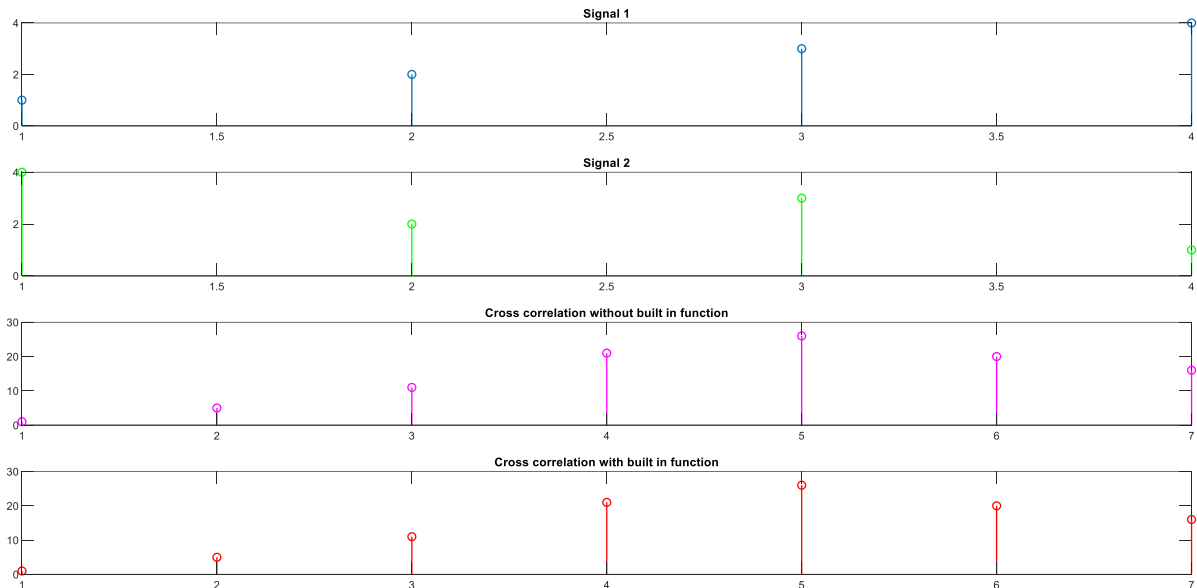 Signal 1
4
2
0
1 1.5 2 2.5 3 3.5 4
Signal 2
4
2
0
1 1.5 2 2.5 3 3.5 4
Cross correlation without built in function
30
20
10
0
1 2 3 4 5 6 7
Cross correlation with built in function
30
20
10
0
1 2 3 4 5 6 7